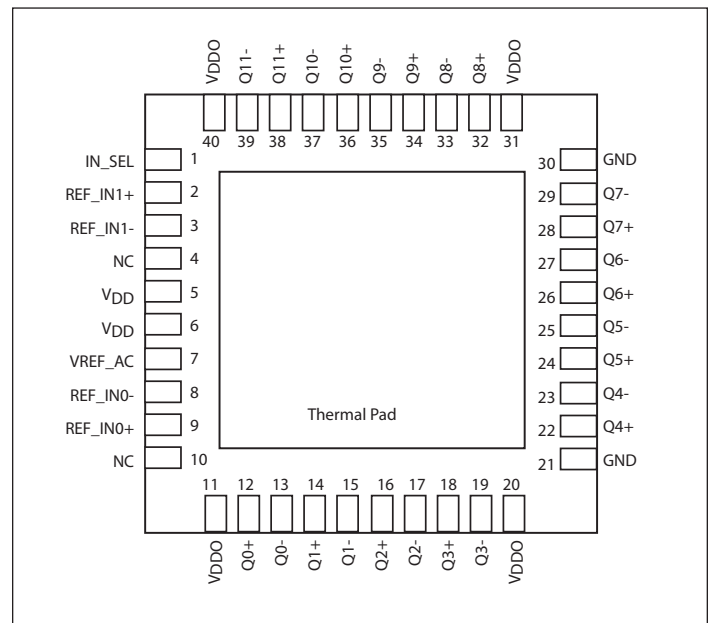 VDDO Q11- Q11+ Q10- Q10+ Q9- Q9+ Q8- Q8+ VDDO
40 39 38 37 36 35 34 33 32 31
IN_SEL 1
REF_IN1+ 2
REF_IN1- 3
NC 4
VDD 5
VDD 6
VREF_AC 7
REF_IN0- 8
REF_IN0+ 9
NC 10
30 GND
29 Q7-
28 Q7+
27 Q6-
26 Q6+
25 Q5-
24 Q5+
23 Q4-
22 Q4+
21 GND
Thermal Pad
11 12 13 14 15 16 17 18 19 20
VDDO Q0+ Q0- Q1+ Q1- Q2+ Q2- Q3+ Q3- VDDO